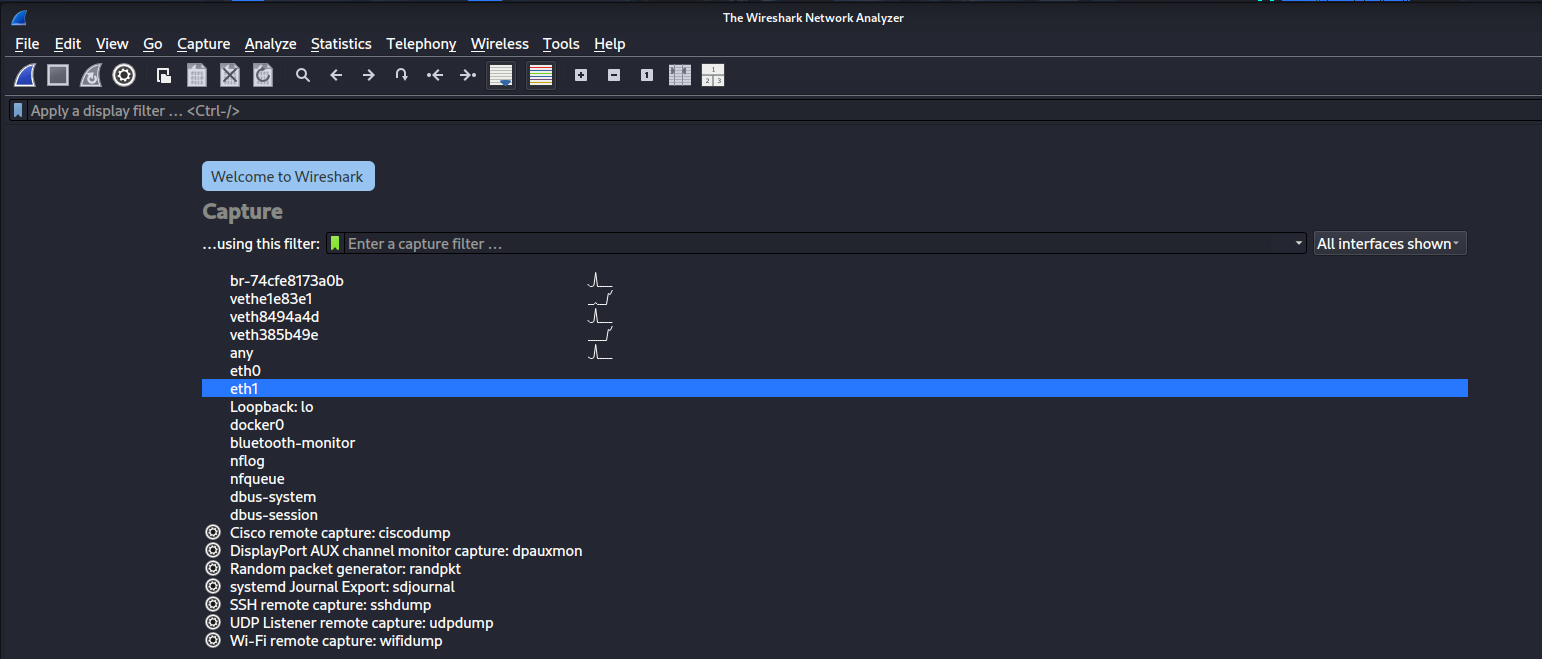 The Wireshark Network Analyzer
File Edit View Go Capture Analyze Statistics Telephony Wireless Tools Help
1 1 2 3
Apply a display filter … <Ctrl-/>
Welcome to Wireshark
Capture
…using this filter: Enter a capture filter … All interfaces shown
br-74cfe8173a0b
vethe1e83e1
veth8494a4d
veth385b49e
any
eth0
eth1
Loopback: lo
docker0
bluetooth-monitor
nflog
nfqueue
dbus-system
dbus-session
Cisco remote capture: ciscodump
DisplayPort AUX channel monitor capture: dpauxmon
Random packet generator: randpkt
systemd Journal Export: sdjournal
SSH remote capture: sshdump
UDP Listener remote capture: udpdump
Wi-Fi remote capture: wifidump